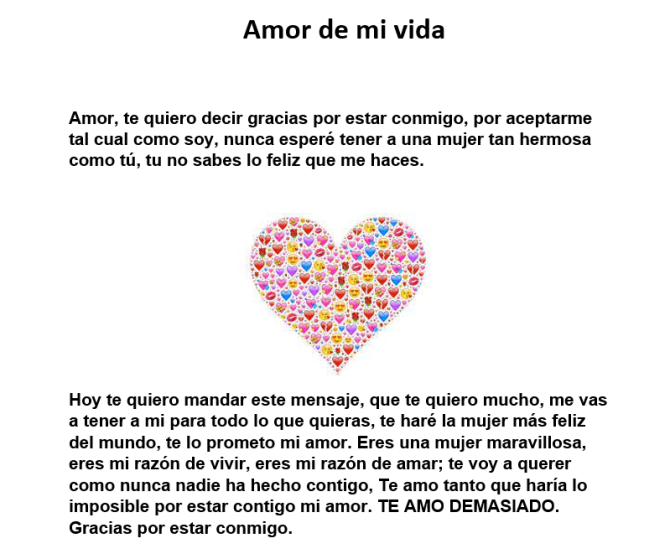 Amor de mi vida
Amor, te quiero decir gracias por estar conmigo, por aceptarme
tal cual como soy, nunca esperé tener a una mujer tan hermosa
como tú, tu no sabes lo feliz que me haces.
Hoy te quiero mandar este mensaje, que te quiero mucho, me vas
a tener a mi para todo lo que quieras, te haré la mujer más feliz
del mundo, te lo prometo mi amor. Eres una mujer maravillosa,
eres mi razón de vivir, eres mi razón de amar; te voy a querer
como nunca nadie ha hecho contigo, Te amo tanto que haría lo
imposible por estar contigo mi amor. TE AMO DEMASIADO.
Gracias por estar conmigo.